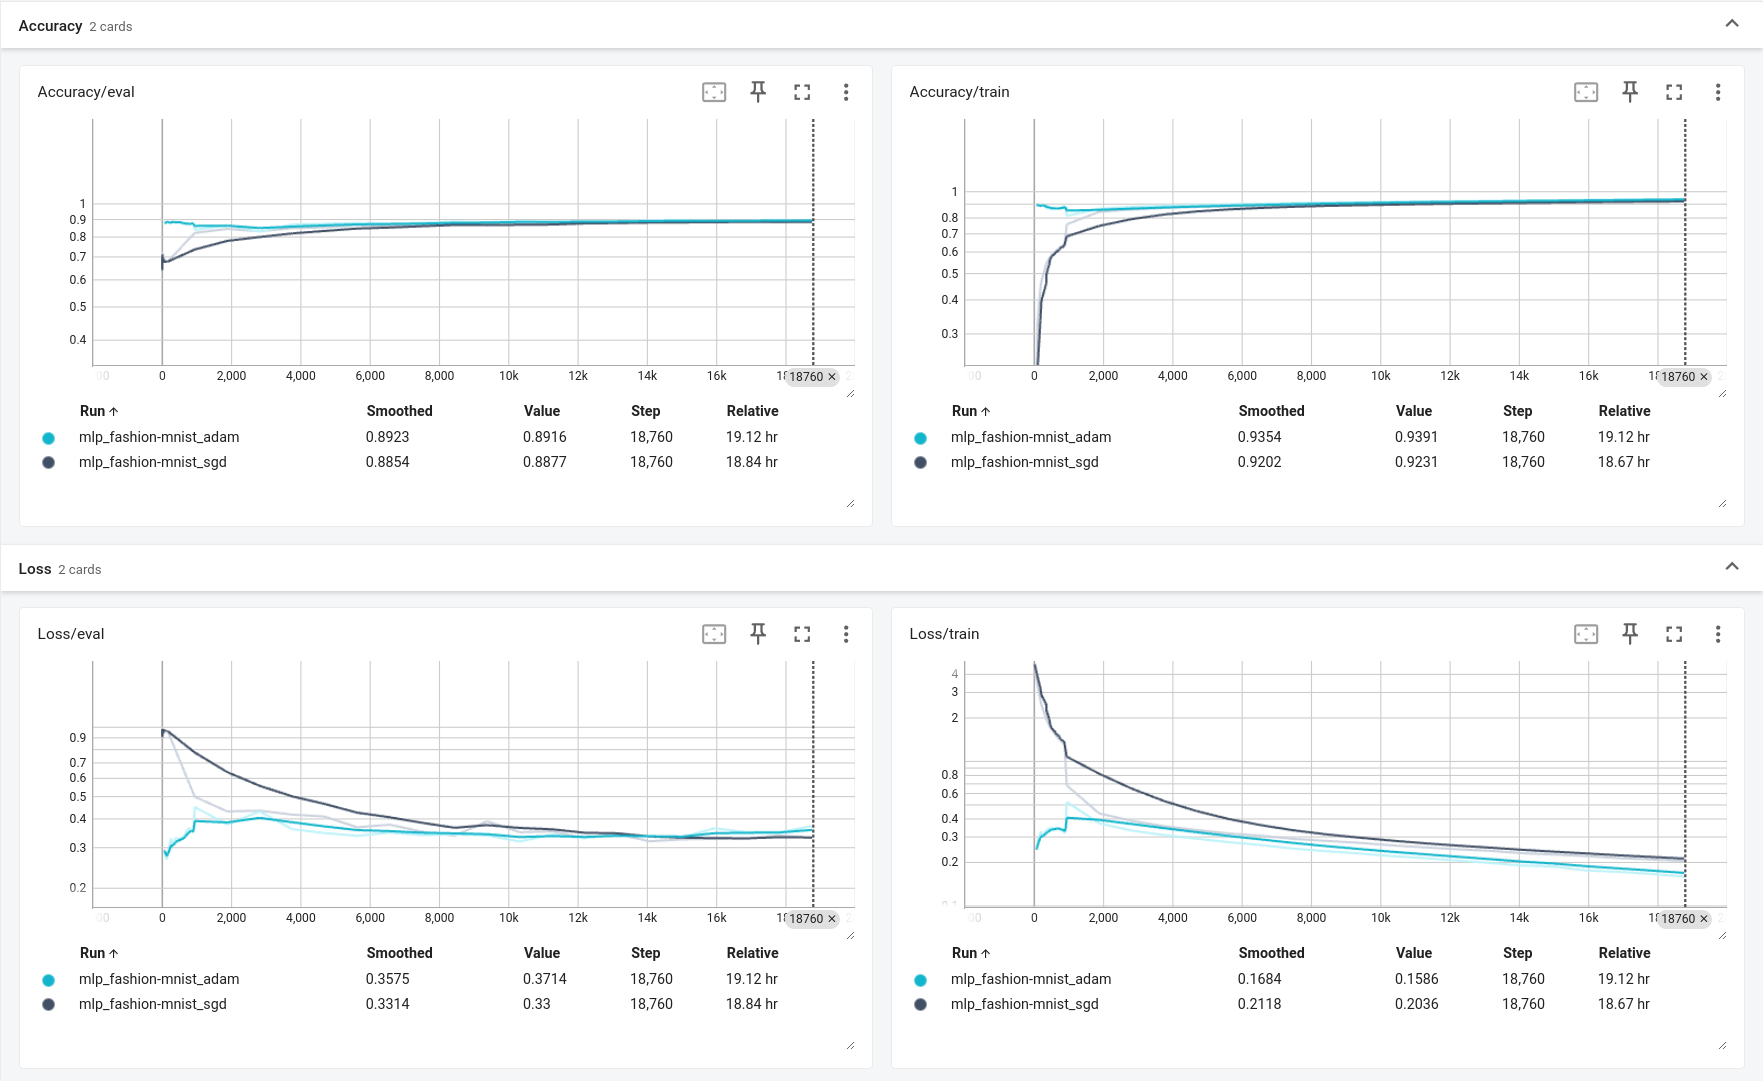 Accuracy 2 cards
Accuracy/eval
1
0.9
0.8
0.7
0.6
0.5
0.4
0 2,000 4,000 6,000 8,000 10k 12k 14k 16k 18760 ×
Run ↑ Smoothed Value Step Relative
mlp_fashion-mnist_adam 0.8923 0.8916 18,760 19.12 hr
mlp_fashion-mnist_sgd 0.8854 0.8877 18,760 18.84 hr
Accuracy/train
1
0.8
0.7
0.6
0.5
0.4
0.3
0 2,000 4,000 6,000 8,000 10k 12k 14k 16k 18760 ×
Run ↑ Smoothed Value Step Relative
mlp_fashion-mnist_adam 0.9354 0.9391 18,760 19.12 hr
mlp_fashion-mnist_sgd 0.9202 0.9231 18,760 18.67 hr
Loss 2 cards
Loss/eval
0.9
0.7
0.6
0.5
0.4
0.3
0.2
0 2,000 4,000 6,000 8,000 10k 12k 14k 16k 18760 ×
Run ↑ Smoothed Value Step Relative
mlp_fashion-mnist_adam 0.3575 0.3714 18,760 19.12 hr
mlp_fashion-mnist_sgd 0.3314 0.33 18,760 18.84 hr
Loss/train
4
3
2
0.8
0.6
0.4
0.3
0.2
0 2,000 4,000 6,000 8,000 10k 12k 14k 16k 18760 ×
Run ↑ Smoothed Value Step Relative
mlp_fashion-mnist_adam 0.1684 0.1586 18,760 19.12 hr
mlp_fashion-mnist_sgd 0.2118 0.2036 18,760 18.67 hr